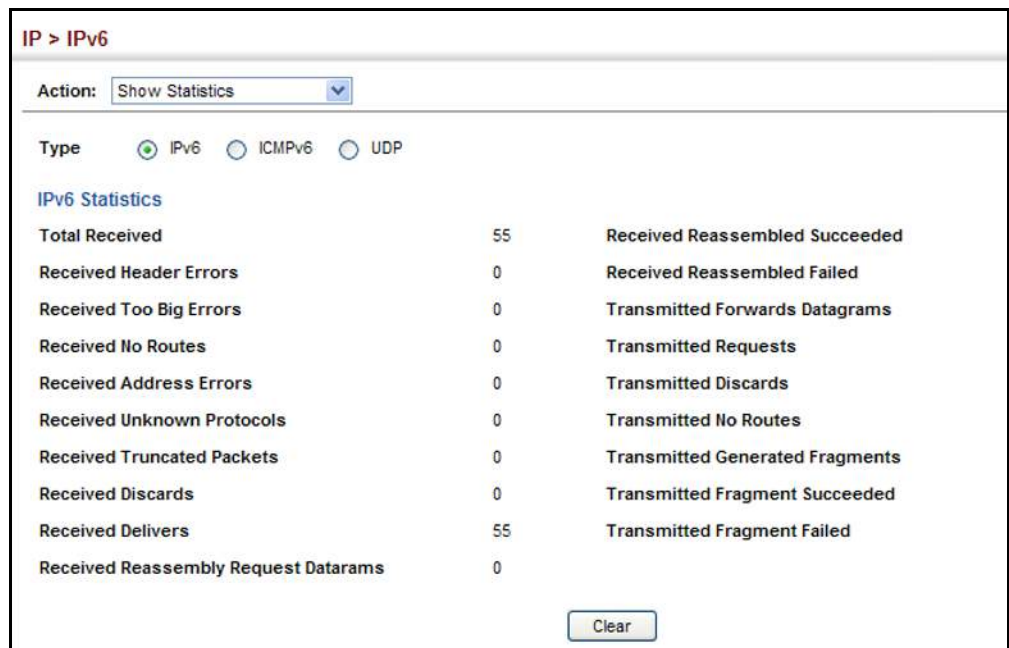 IP > IPv6
Action: Show Statistics
Type IPv6 ICMPv6 UDP
IPv6 Statistics
Total Received 55 Received Reassembled Succeeded
Received Header Errors 0 Received Reassembled Failed
Received Too Big Errors 0 Transmitted Forwards Datagrams
Received No Routes 0 Transmitted Requests
Received Address Errors 0 Transmitted Discards
Received Unknown Protocols 0 Transmitted No Routes
Received Truncated Packets 0 Transmitted Generated Fragments
Received Discards 0 Transmitted Fragment Succeeded
Received Delivers 55 Transmitted Fragment Failed
Received Reassembly Request Datarams 0
Clear